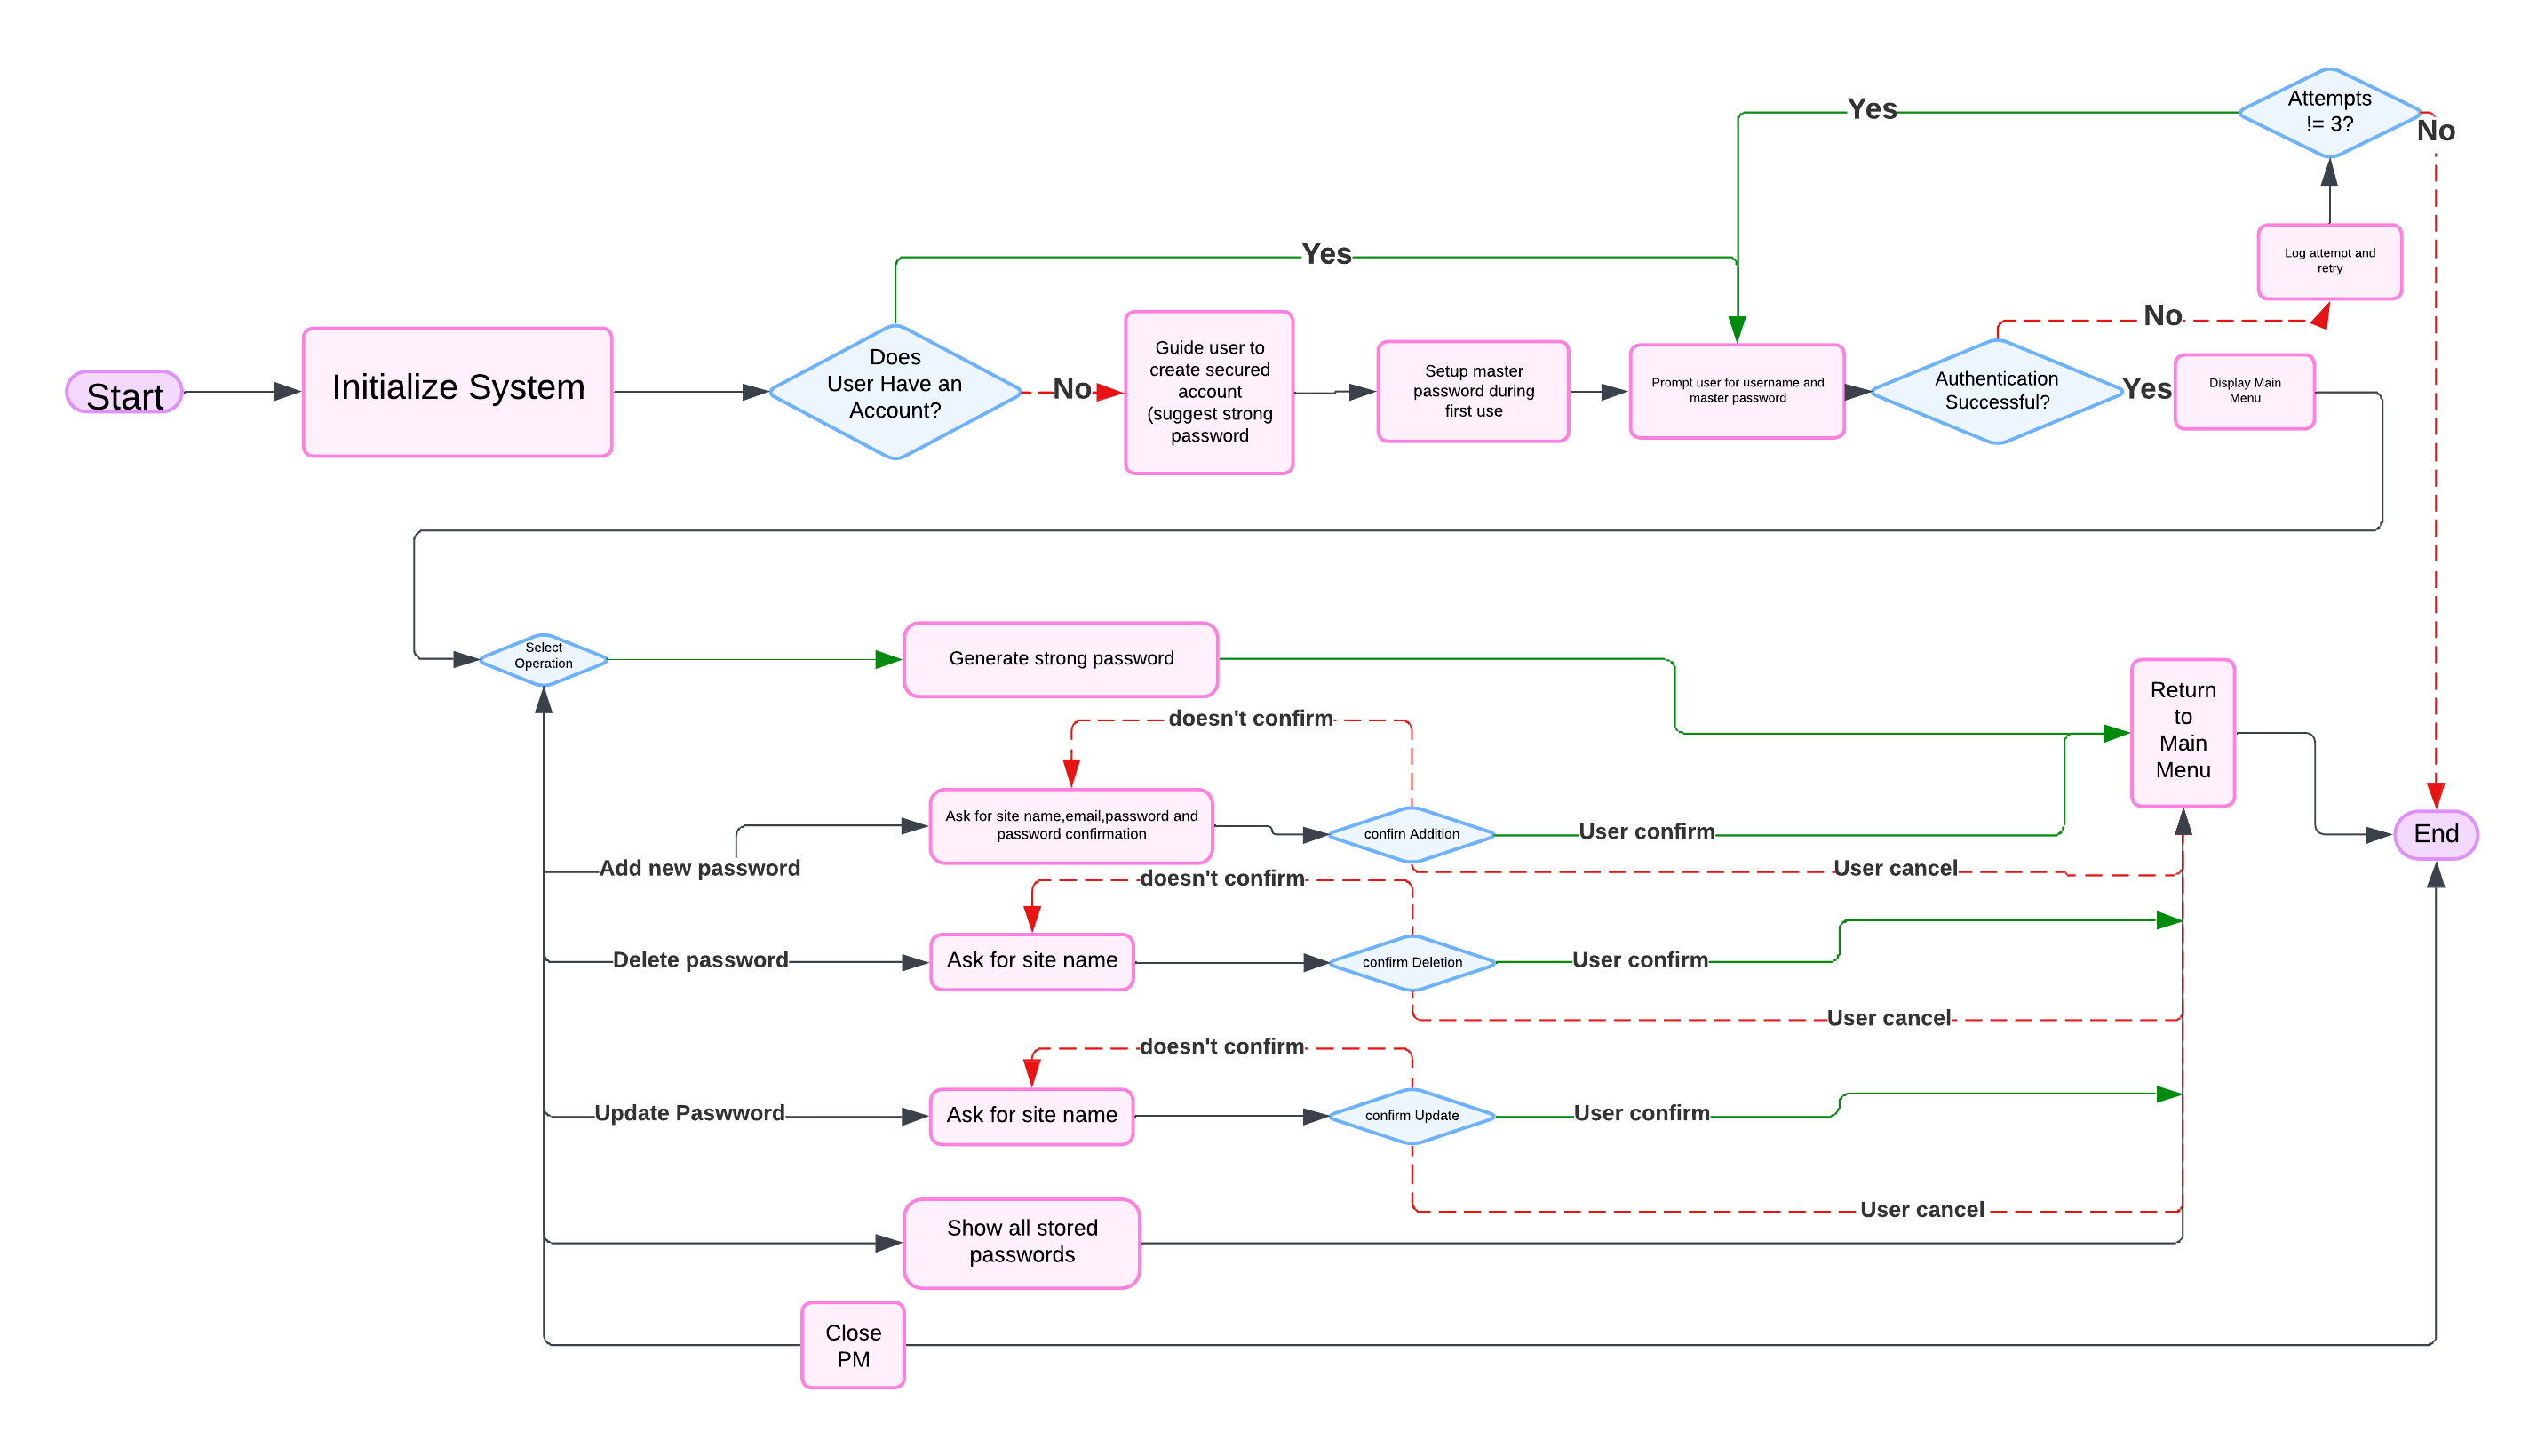 Attempts
!= 3?
Yes
No
Log attempt and
retry
Yes
No
Start
Initialize System
Does
User Have an
Account?
No
Guide user to
create secured
account
(suggest strong
password
Setup master
password during
first use
Prompt user for username and
master password
Authentication
Successful?
Yes
Display Main
Menu
Select
Operation
Generate strong password
Return
to
Main
Menu
doesn't confirm
Ask for site name,email,password and
password confirmation
confirn Addition
User confirm
End
Add new password
User cancel
doesn't confirm
Delete password
Ask for site name
confirm Deletion
User confirm
User cancel
doesn't confirm
Update Paswword
Ask for site name
confirm Update
User confirm
User cancel
Show all stored
passwords
Close
PM